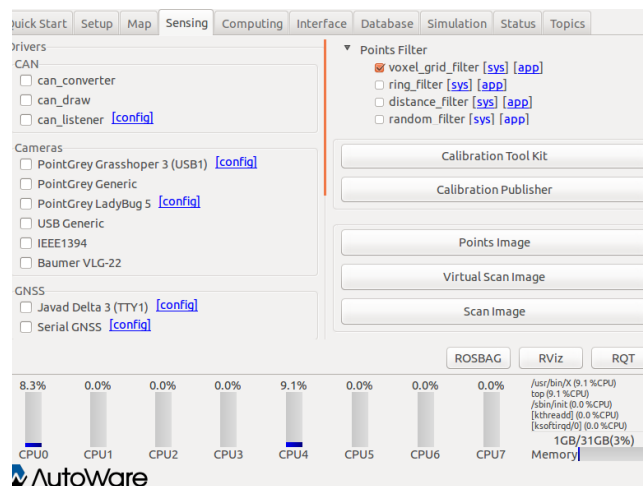 Quick Start Setup Map Sensing Computing Interface Database Simulation Status Topics
Drivers
CAN
can_converter
can_draw
can_listener [config]
Cameras
PointGrey Grasshoper 3 (USB1) [config]
PointGrey Generic
PointGrey LadyBug 5 [config]
USB Generic
IEEE1394
Baumer VLG-22
GNSS
Javad Delta 3 (TTY1) [config]
Serial GNSS [config]
Points Filter
voxel_grid_filter [sys] [app]
ring_filter [sys] [app]
distance_filter [sys] [app]
random_filter [sys] [app]
Calibration Tool Kit
Calibration Publisher
Points Image
Virtual Scan Image
Scan Image
ROSBAG RViz RQT
8.3% 0.0% 0.0% 0.0% 9.1% 0.0% 0.0% 0.0%
CPU0 CPU1 CPU2 CPU3 CPU4 CPU5 CPU6 CPU7
/usr/bin/X (9.1 %CPU)
top (9.1 %CPU)
/sbin/init (0.0 %CPU)
[kthreadd] (0.0 %CPU)
[ksoftirqd/0] (0.0 %CPU)
1GB/31GB(3%)
Memory
AutoWare